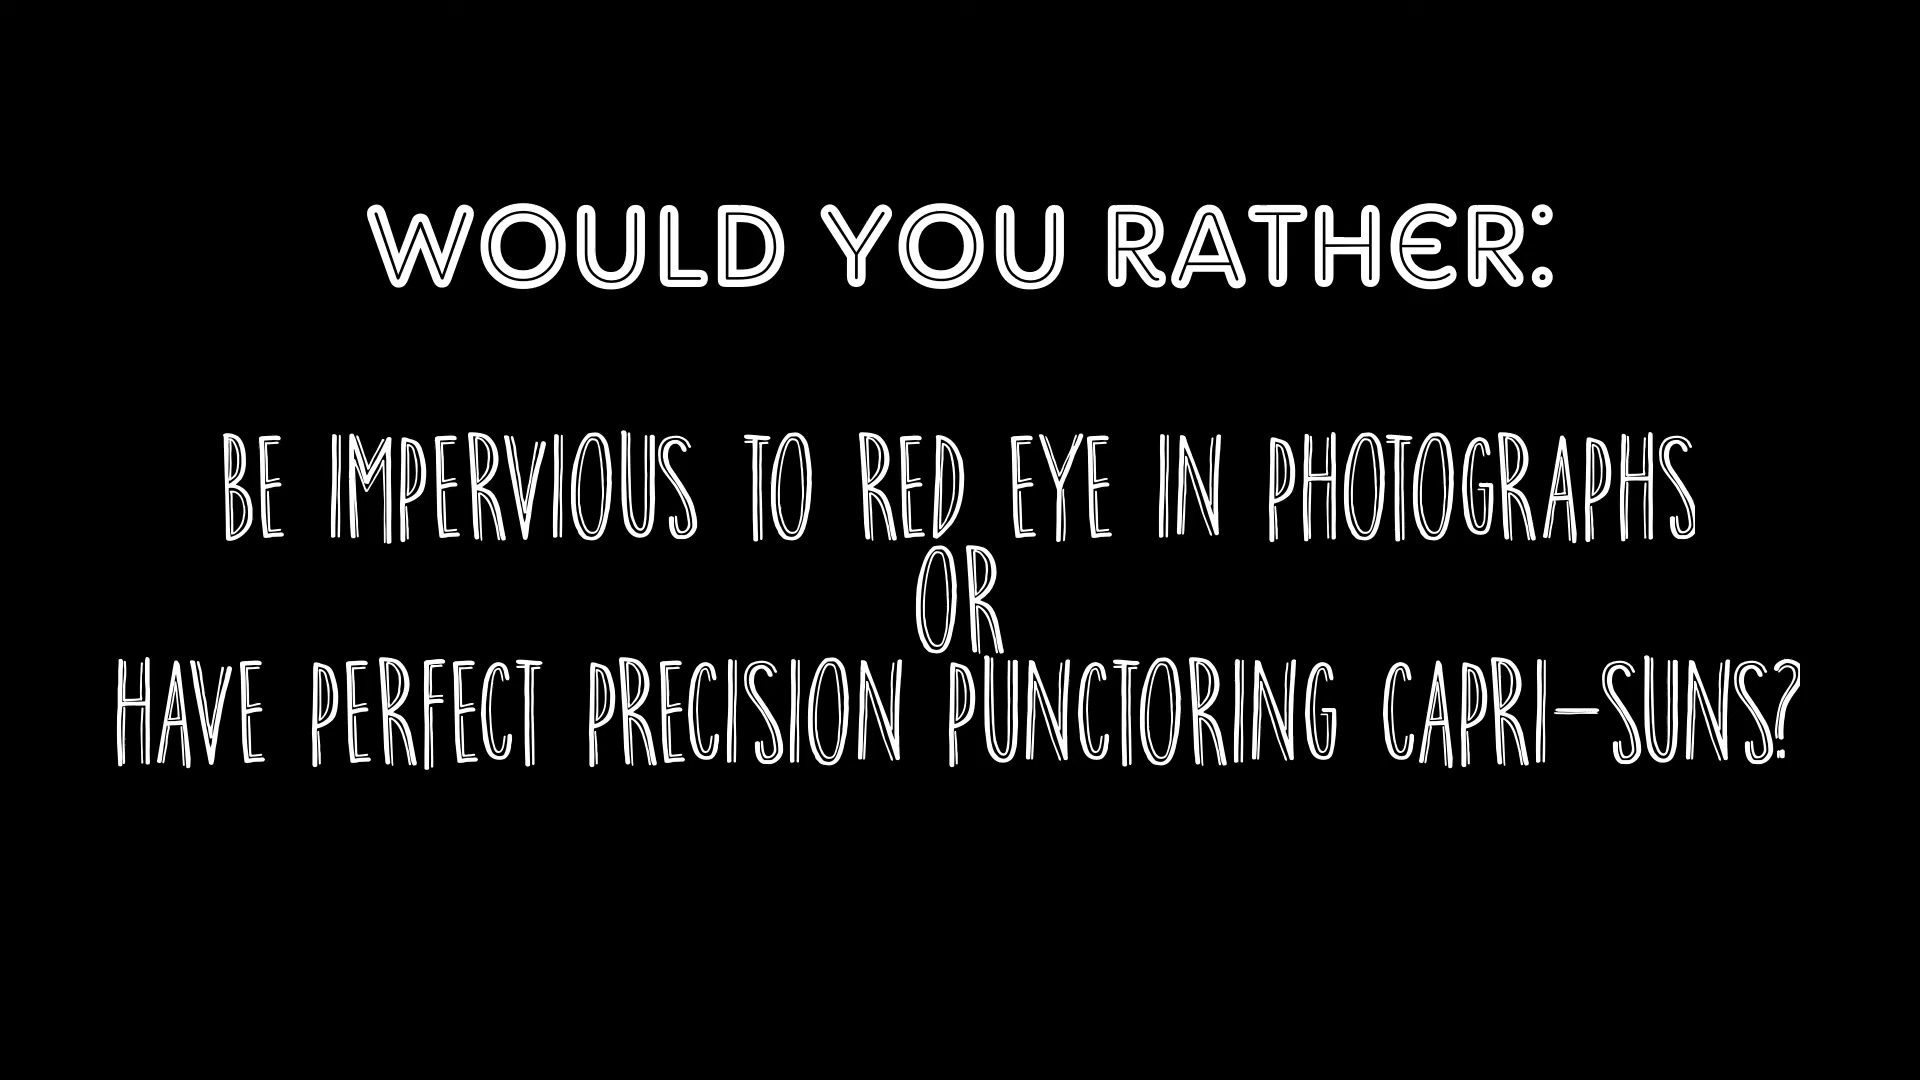 WOULD YOU RATHER:
BE IMPERVIOUS TO RED EYE IN PHOTOGRAPHS
OR
HAVE PERFECT PRECISION PUNCTORING CAPRI-SUNS?